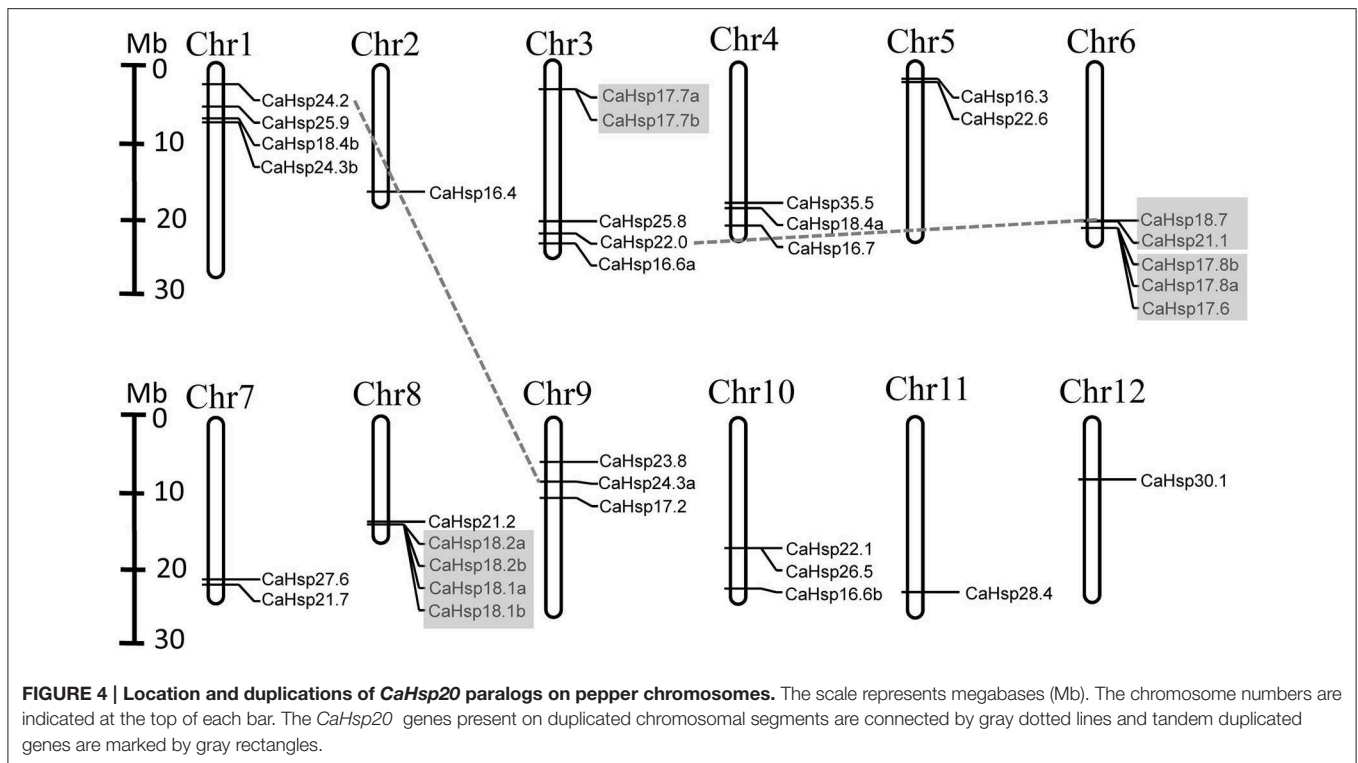 Mb Chr1 Chr2 Chr3 Chr4 Chr5 Chr6
0
10
20
30
CaHsp24.2
CaHsp25.9
CaHsp18.4b
CaHsp24.3b
CaHsp16.4
CaHsp17.7a
CaHsp17.7b
CaHsp25.8
CaHsp22.0
CaHsp16.6a
CaHsp35.5
CaHsp18.4a
CaHsp16.7
CaHsp16.3
CaHsp22.6
CaHsp18.7
CaHsp21.1
CaHsp17.8b
CaHsp17.8a
CaHsp17.6
Mb Chr7 Chr8 Chr9 Chr10 Chr11 Chr12
0
10
20
30
CaHsp27.6
CaHsp21.7
CaHsp21.2
CaHsp18.2a
CaHsp18.2b
CaHsp18.1a
CaHsp18.1b
CaHsp23.8
CaHsp24.3a
CaHsp17.2
CaHsp22.1
CaHsp26.5
CaHsp16.6b
CaHsp28.4
CaHsp30.1
FIGURE 4 | Location and duplications of CaHsp20 paralogs on pepper chromosomes. The scale represents megabases (Mb). The chromosome numbers are
indicated at the top of each bar. The CaHsp20 genes present on duplicated chromosomal segments are connected by gray dotted lines and tandem duplicated
genes are marked by gray rectangles.